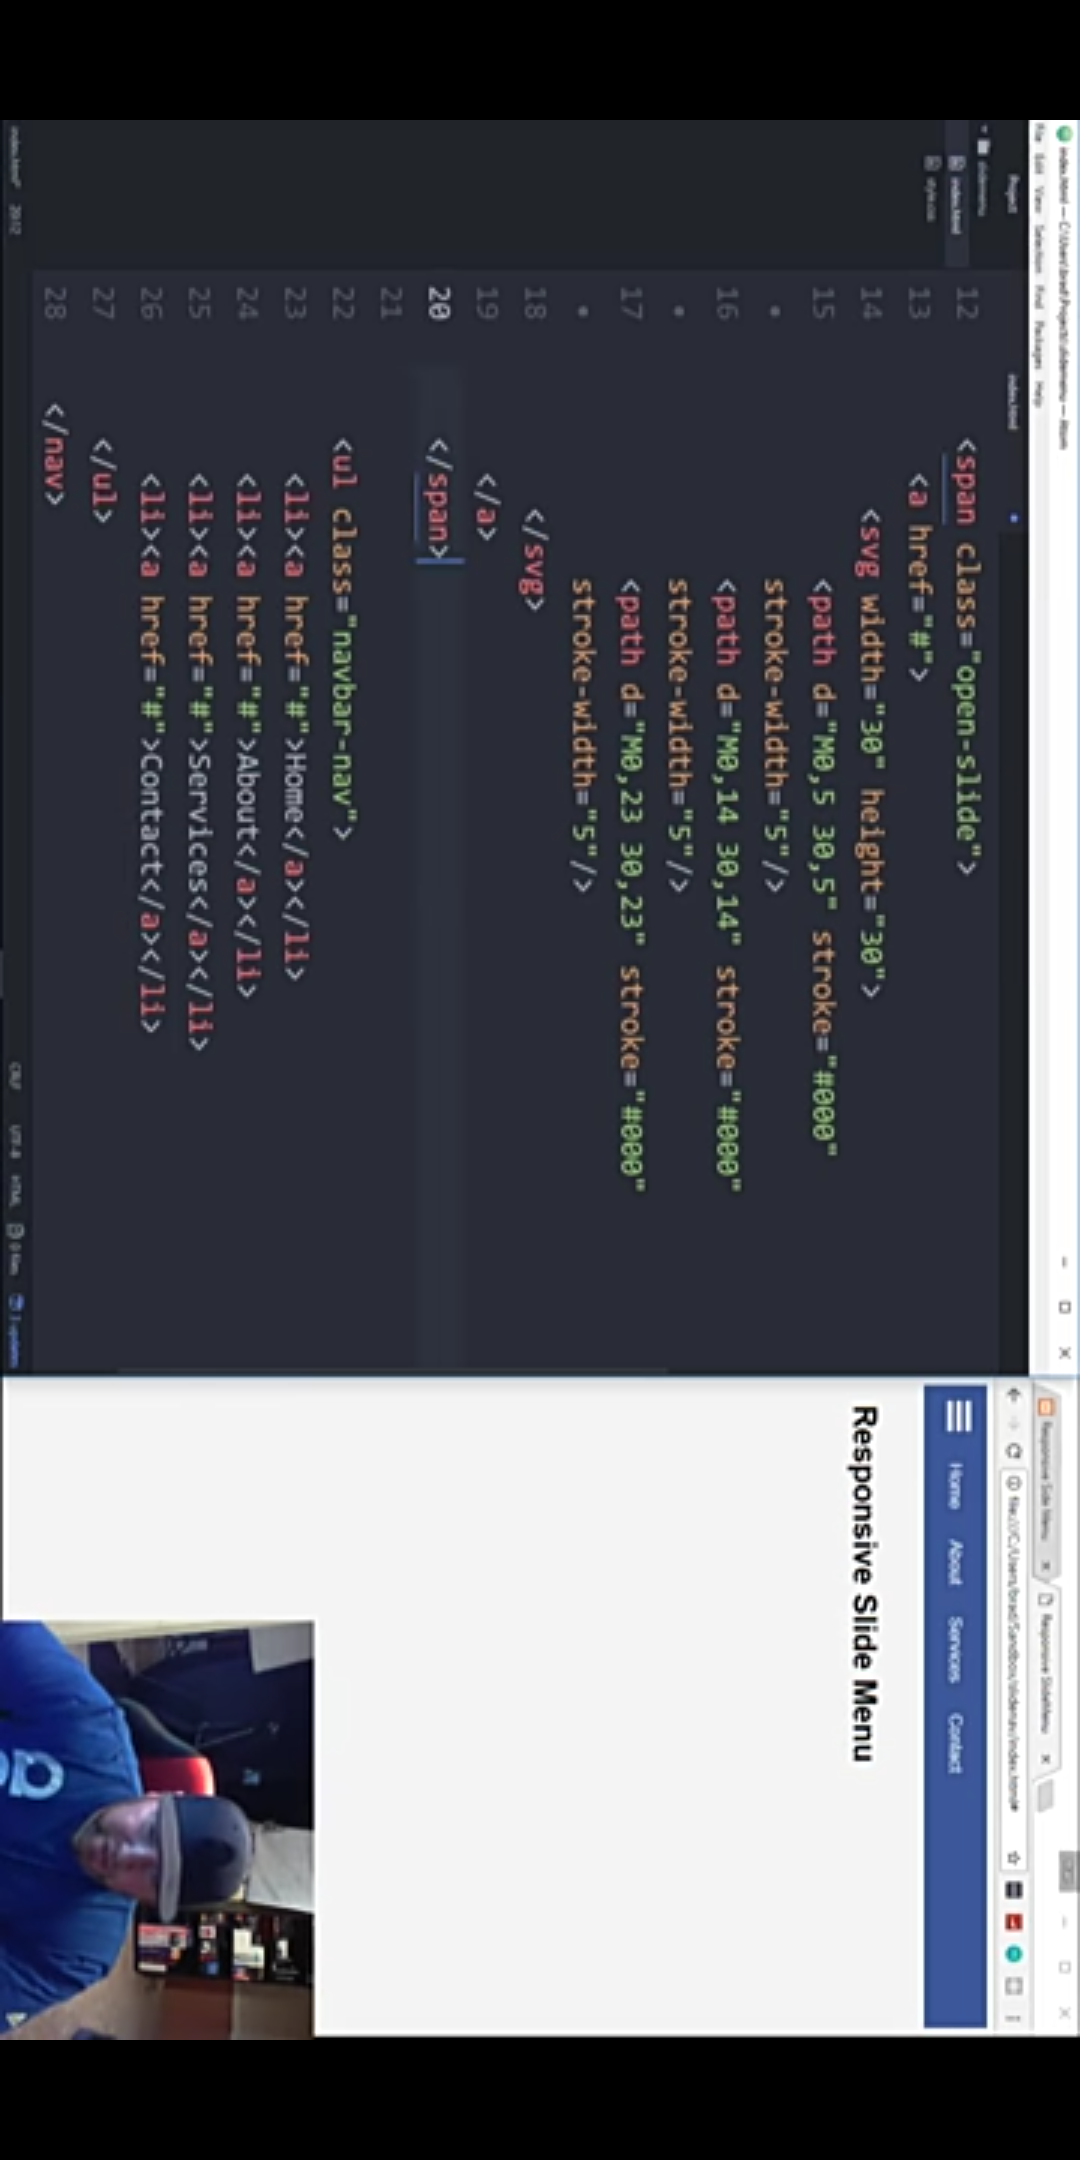 index.html — C:\Users\brad\Projects\slidemenu — Atom
File Edit View Selection Find Packages Help
Project
slidemenu
index.html
style.css
index.html
12 <span class="open-slide">
13 <a href="#">
14 <svg width="30" height="30">
15 <path d="M0,5 30,5" stroke="#000"
• stroke-width="5"/>
16 <path d="M0,14 30,14" stroke="#000"
• stroke-width="5"/>
17 <path d="M0,23 30,23" stroke="#000"
• stroke-width="5"/>
18 </svg>
19 </a>
20 </span>
21
22 <ul class="navbar-nav">
23 <li><a href="#">Home</a></li>
24 <li><a href="#">About</a></li>
25 <li><a href="#">Services</a></li>
26 <li><a href="#">Contact</a></li>
27 </ul>
28 </nav>
index.html* 20:12
CRLF UTF-8 HTML 0 files 2 updates
Responsive Side Menu
Responsive SlideMenu
file:///C:/Users/brad/Sandbox/slidenav/index.html#
Home About Services Contact
Responsive Slide Menu